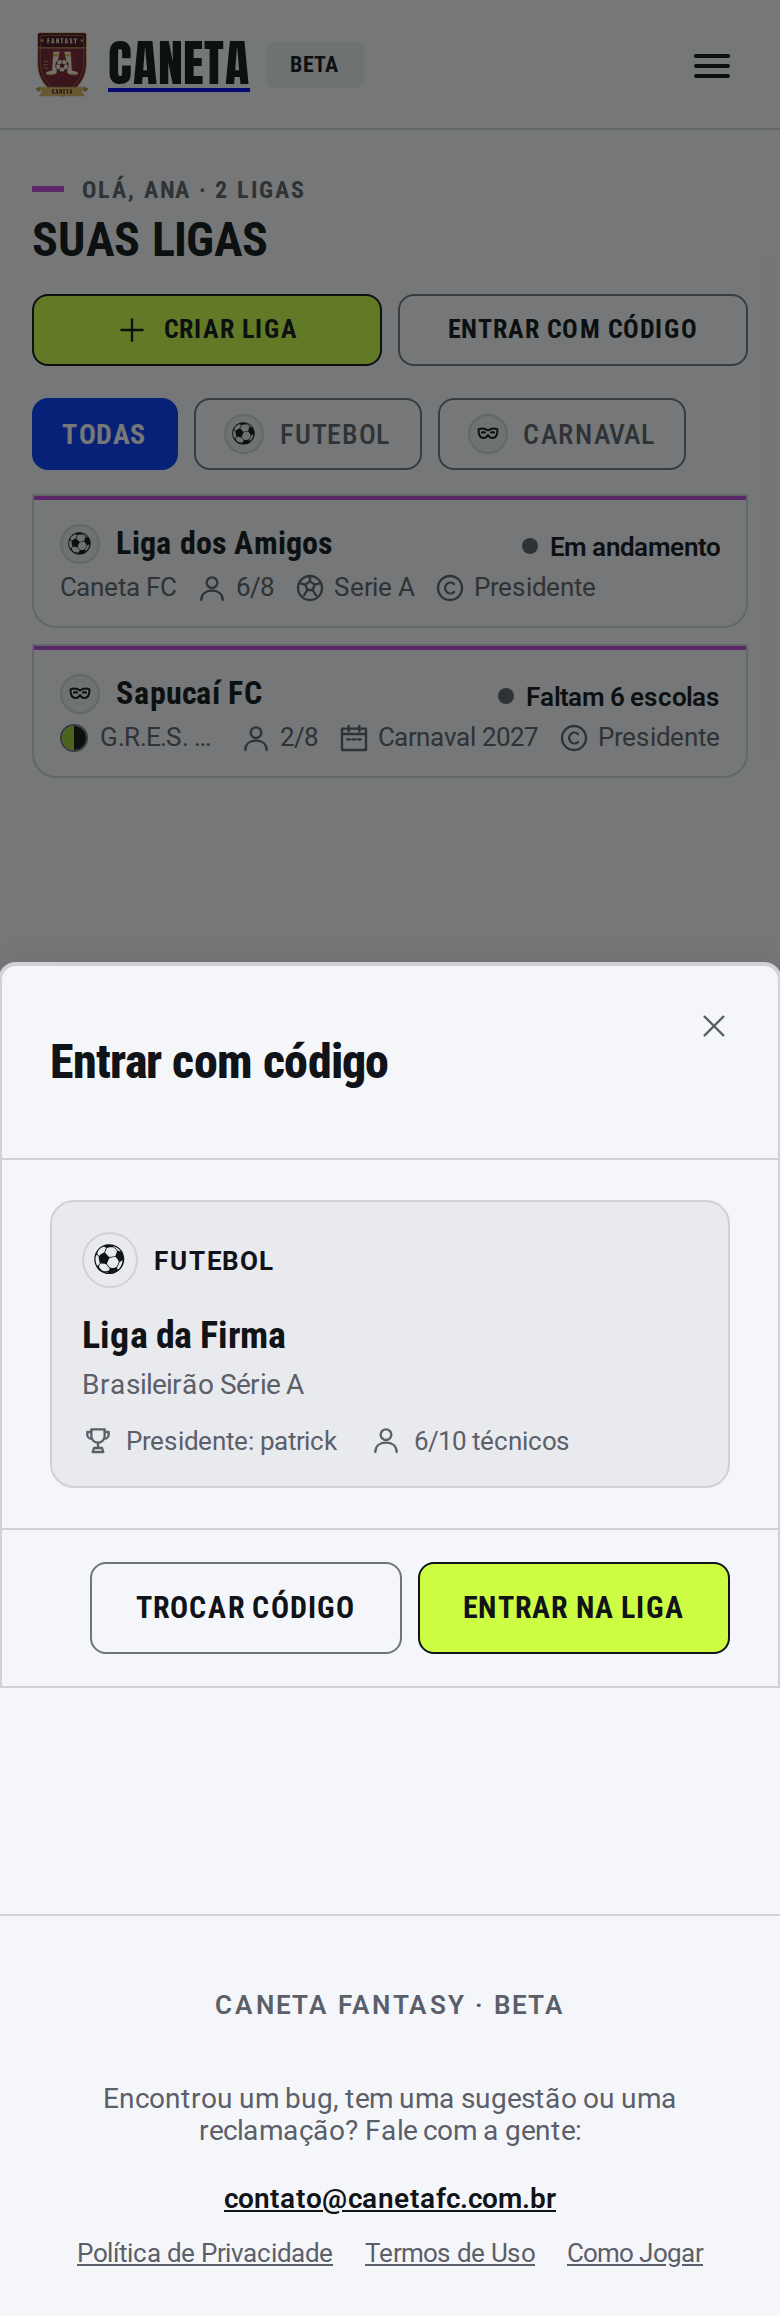 FANTASY
CANETA
CANETA
BETA
OLÁ, ANA · 2 LIGAS
SUAS LIGAS
CRIAR LIGA
ENTRAR COM CÓDIGO
TODAS
FUTEBOL
CARNAVAL
Liga dos Amigos
Em andamento
Caneta FC 6/8 Serie A © Presidente
Sapucaí FC
Faltam 6 escolas
G.R.E.S. ... 2/8 Carnaval 2027 © Presidente
Entrar com código
FUTEBOL
Liga da Firma
Brasileirão Série A
Presidente: patrick 6/10 técnicos
TROCAR CÓDIGO
ENTRAR NA LIGA
CANETA FANTASY · BETA
Encontrou um bug, tem uma sugestão ou uma
reclamação? Fale com a gente:
contato@canetafc.com.br
Política de Privacidade Termos de Uso Como Jogar